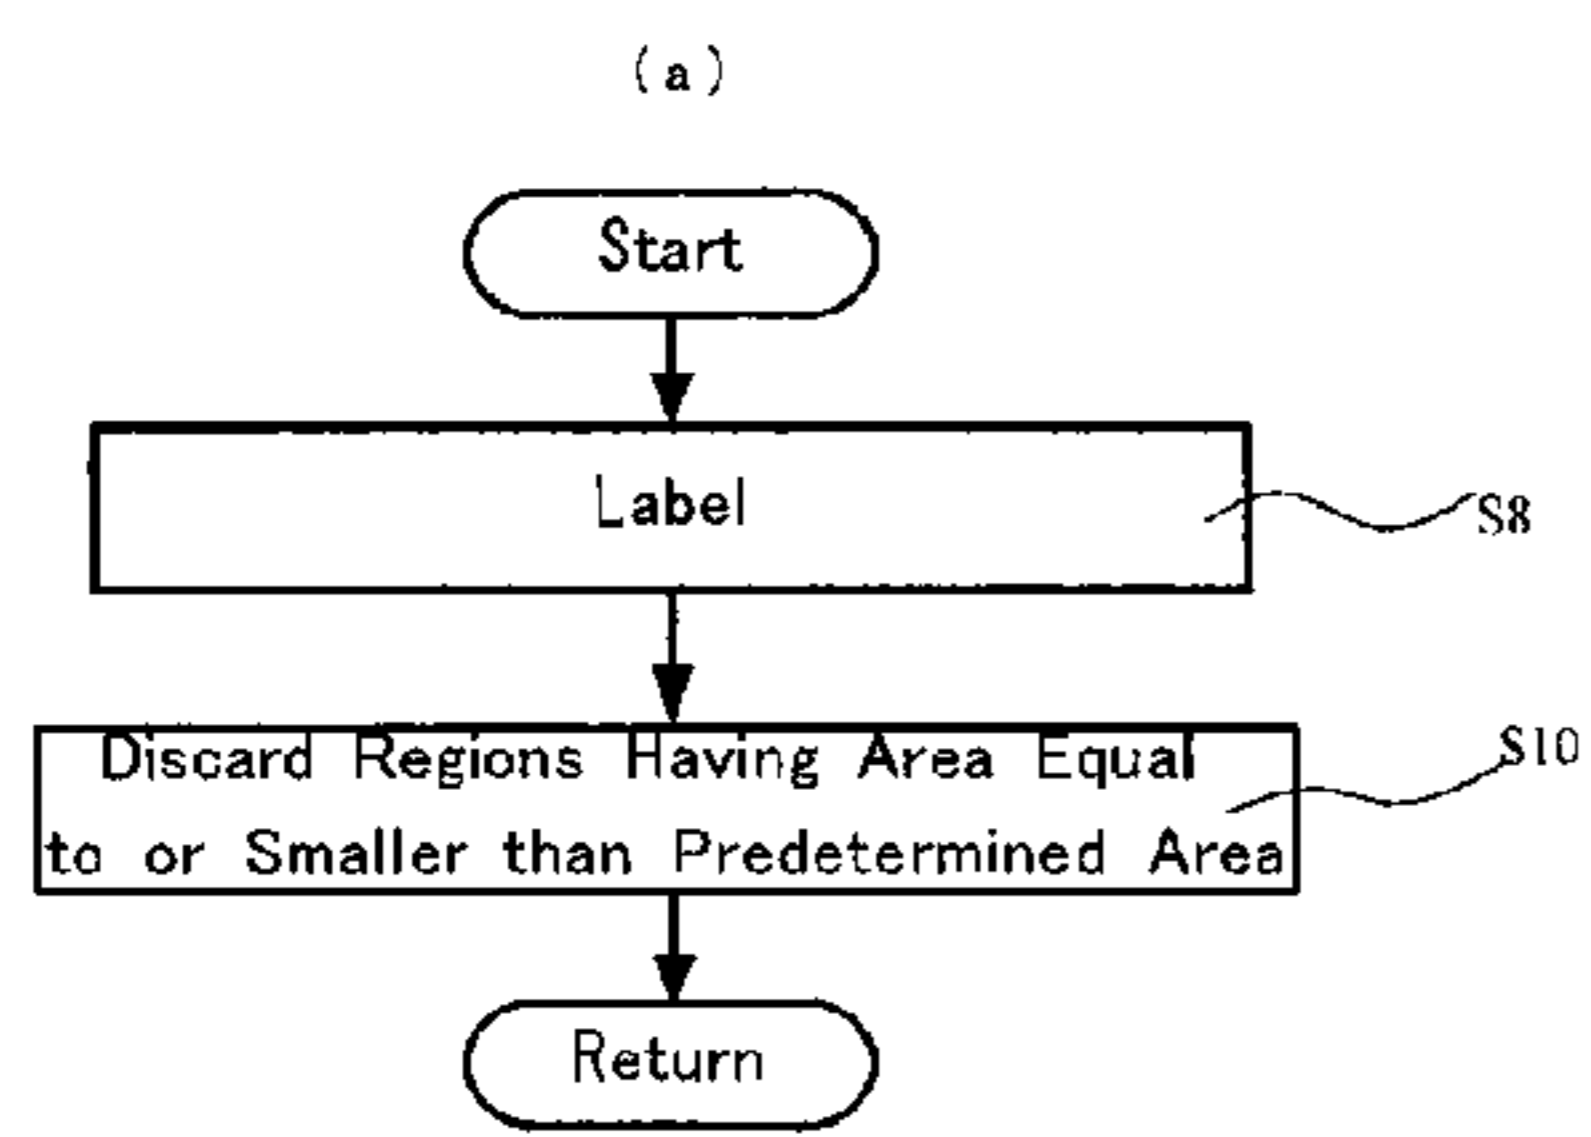 (a)
Start
Label
S8
Discard Regions Having Area Equal
to or Smaller than Predetermined Area
S10
Return